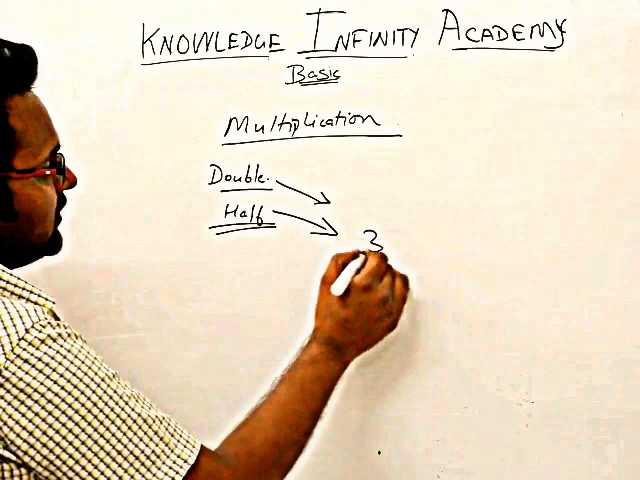 KNOWLEDGE INFINITY ACADEMY
Basic
Multiplication
Double.
Half
3